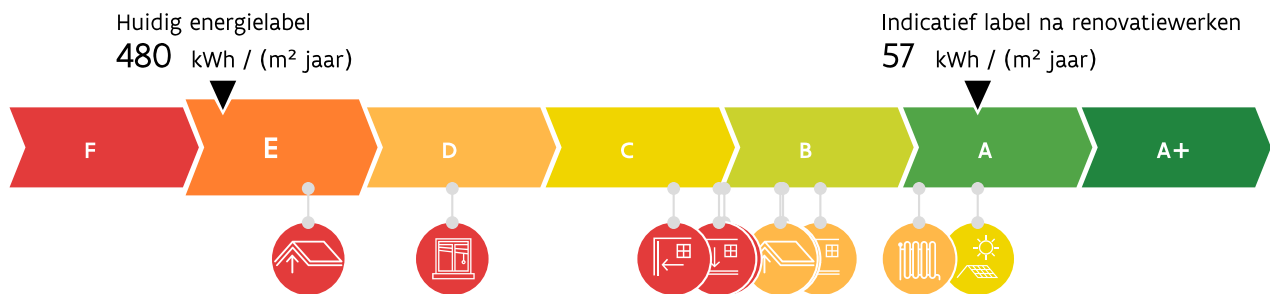 Huidig energielabel
480 kWh / (m² jaar)
Indicatief label na renovatiewerken
57 kWh / (m² jaar)
F E D C B A A+